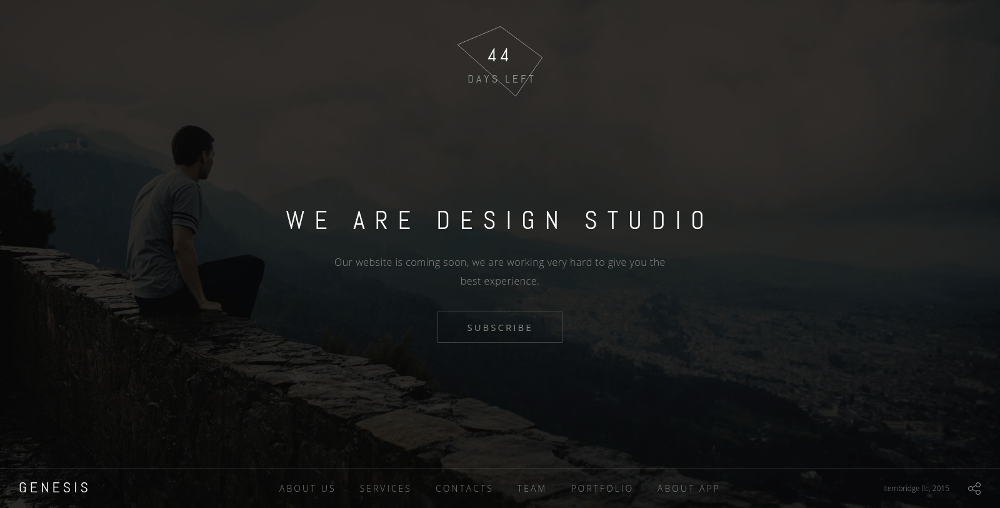 44
DAYS LEFT
WE ARE DESIGN STUDIO
Our website is coming soon, we are working very hard to give you the
best experience.
SUBSCRIBE
GENESIS
ABOUT US SERVICES CONTACTS TEAM PORTFOLIO ABOUT APP
itembridge llc, 2015